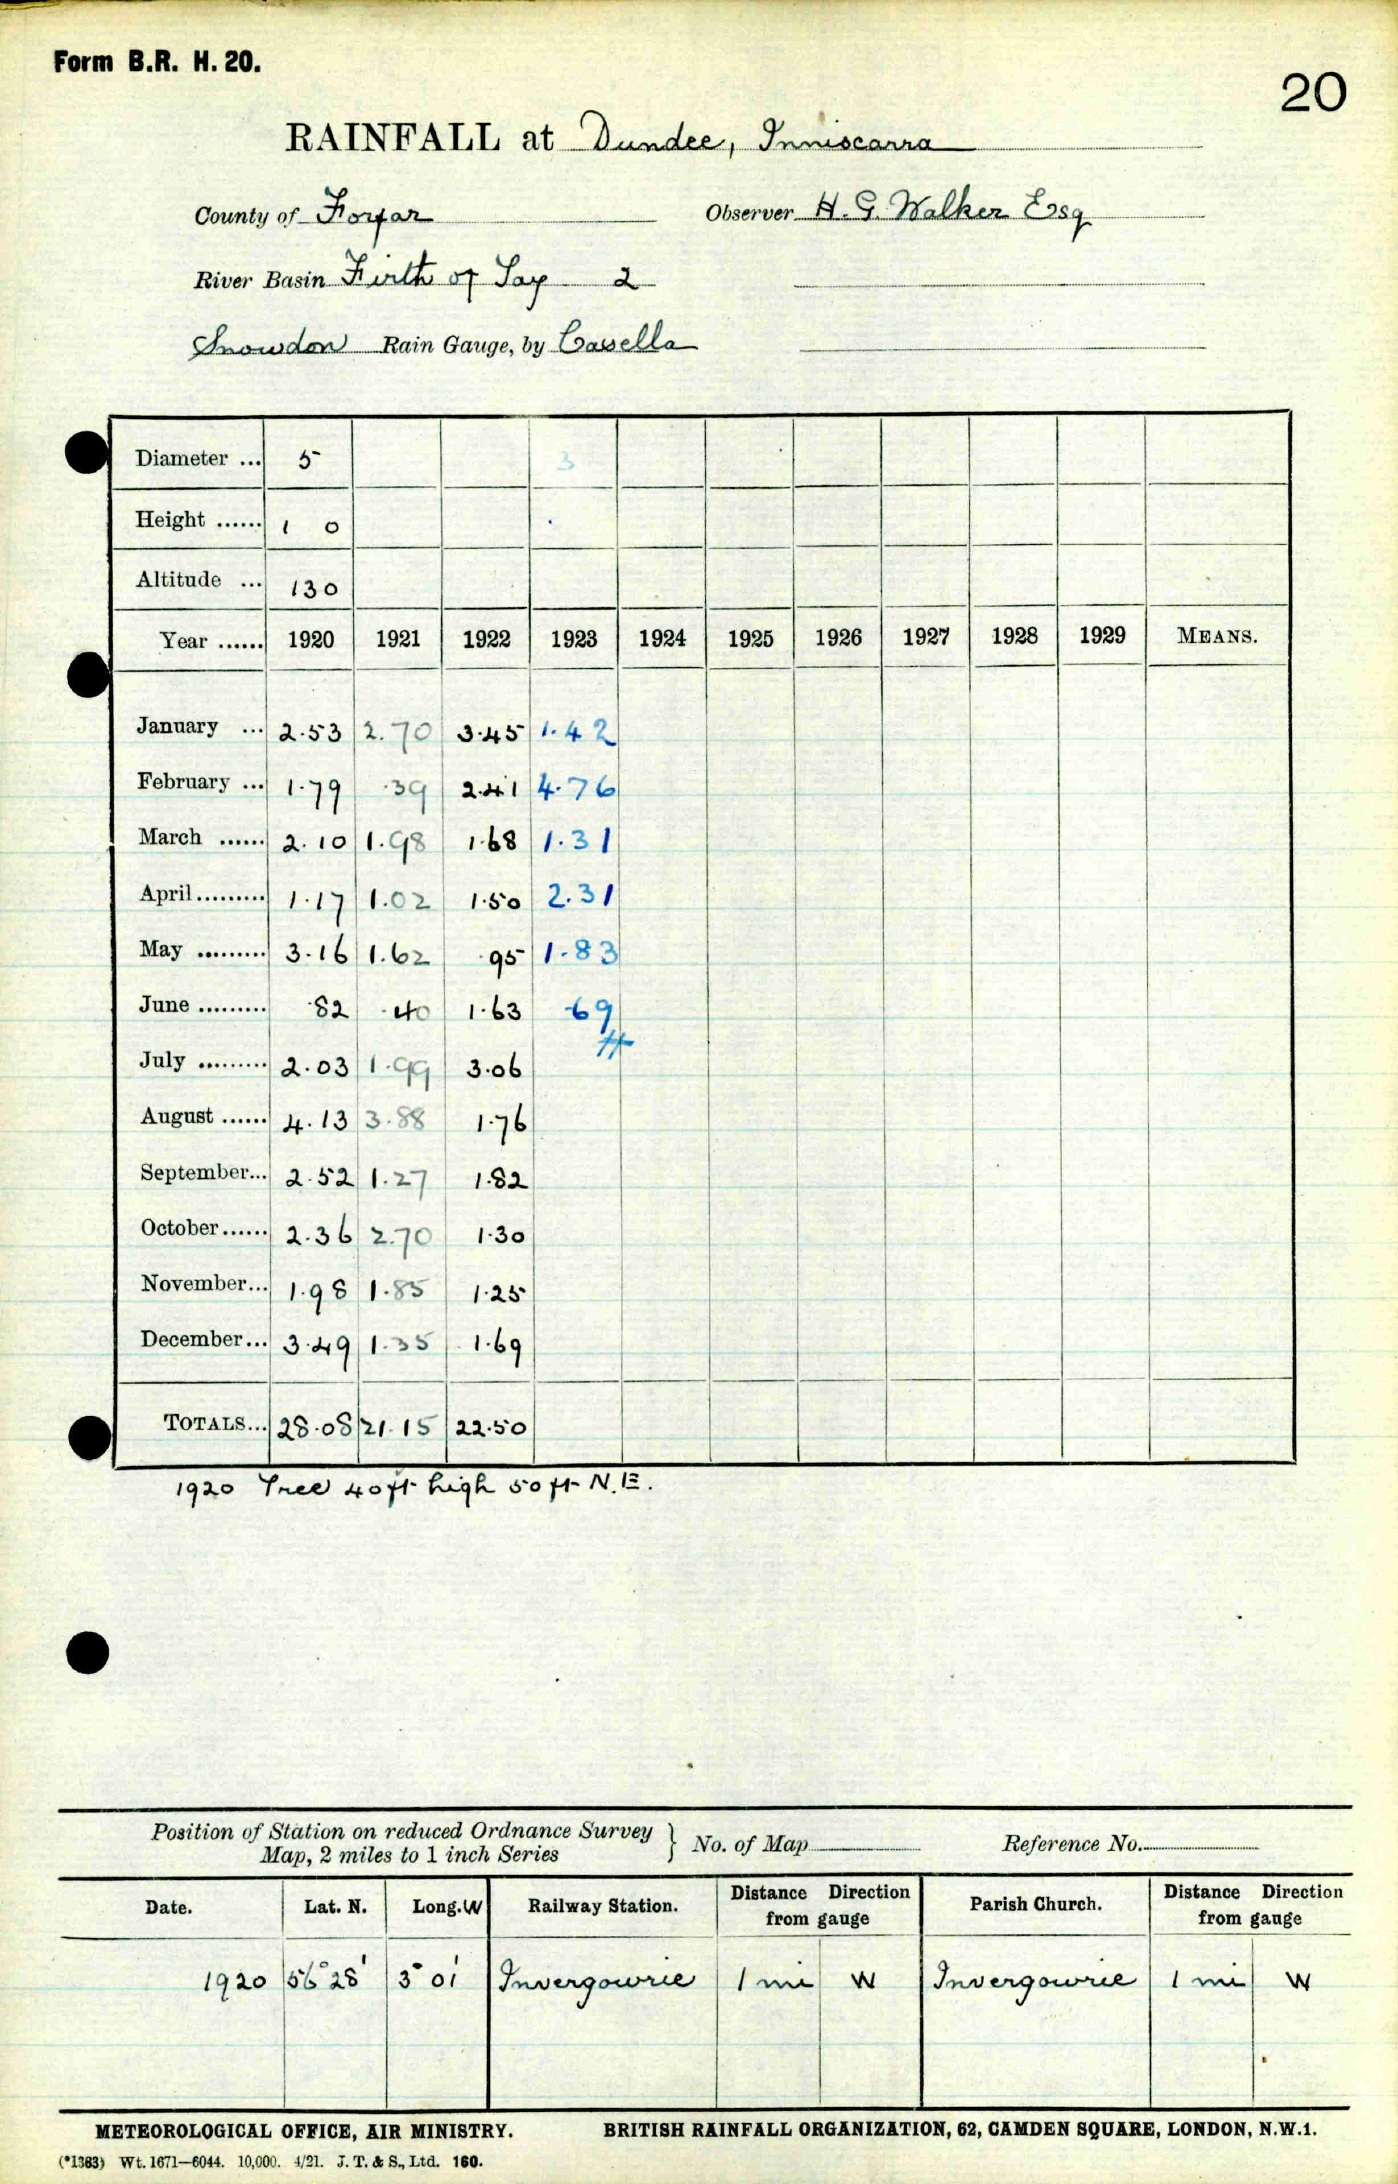 Form B.R. H. 20.
20
RAINFALL at Dundee, Inniscarra
County of Forfar Observer H. G. Walker Esq
River Basin Firth of Tay 2
Snowdon Rain Gauge, by Casella
Diameter ... 5 3
Height ...... 1 0
Altitude ... 130
Year ...... 1920 1921 1922 1923 1924 1925 1926 1927 1928 1929 MEANS.
January ... 2.53 2.70 3.45 1.42
February ... 1.79 .39 2.41 4.76
March ...... 2.10 1.98 1.68 1.31
April......... 1.17 1.02 1.50 2.31
May ......... 3.16 1.62 .95 1.83
June ......... .82 .40 1.63 .69
July ......... 2.03 1.99 3.06
August ...... 4.13 3.88 1.76
September... 2.52 1.27 1.82
October...... 2.36 2.70 1.30
November... 1.98 1.85 1.25
December... 3.49 1.35 1.69
TOTALS... 28.08 21.15 22.50
1920 Tree 40ft high 50ft N.E.
Position of Station on reduced Ordnance Survey
Map, 2 miles to 1 inch Series } No. of Map Reference No.
Date. Lat. N. Long. W Railway Station. Distance Direction from gauge Parish Church. Distance Direction from gauge
1920 56° 28' 3° 01' Invergowrie 1 mi W Invergowrie 1 mi W
METEOROLOGICAL OFFICE, AIR MINISTRY. BRITISH RAINFALL ORGANIZATION, 62, CAMDEN SQUARE, LONDON, N.W.1.
(*1383) Wt. 1671—6044. 10,000. 4/21. J. T. & S., Ltd. 160.